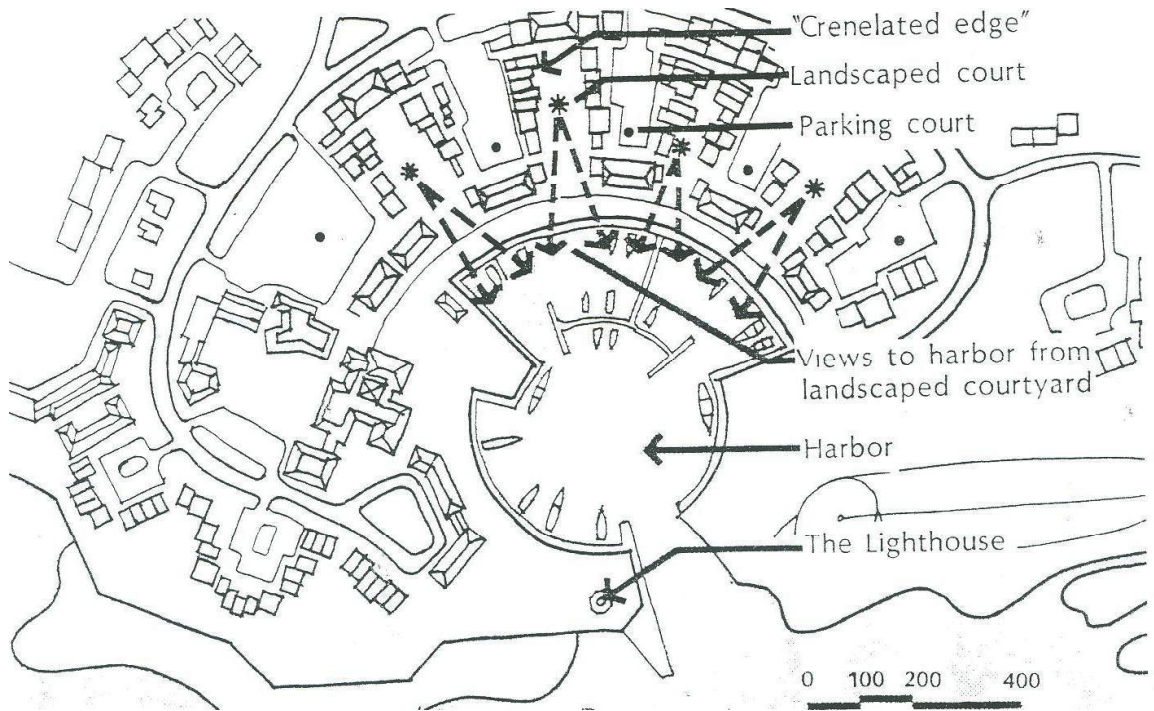 "Crenelated edge"
Landscaped court
Parking court
Views to harbor from
landscaped courtyard
Harbor
The Lighthouse
0 100 200 400